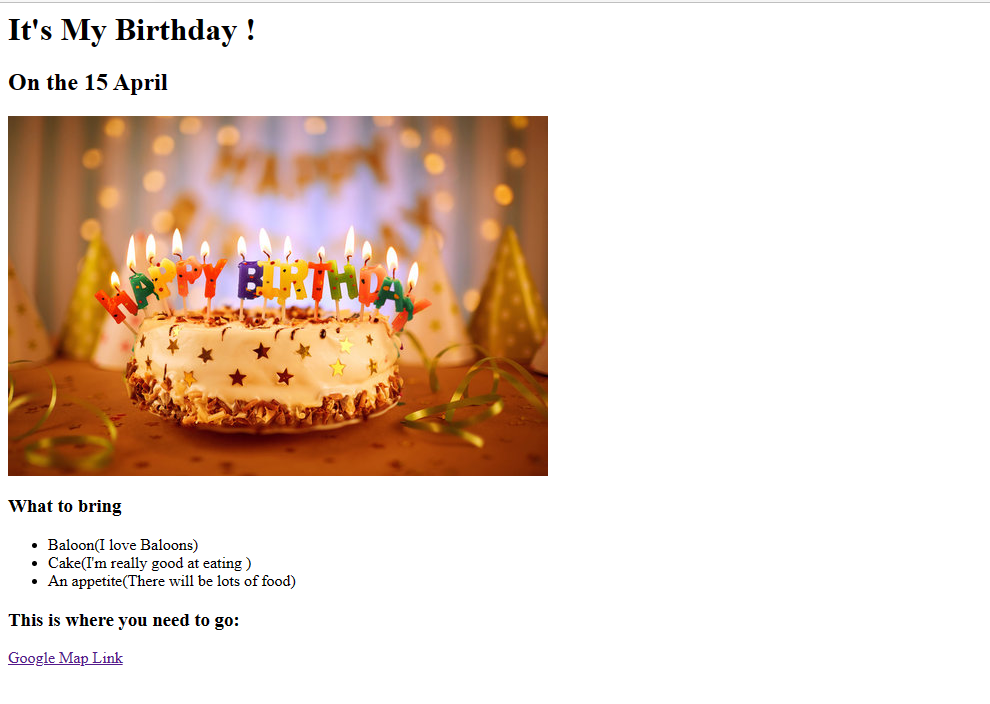 It's My Birthday !
On the 15 April
HAPPY
HAPPY BIRTHDAY
What to bring
Baloon(I love Baloons)
Cake(I'm really good at eating )
An appetite(There will be lots of food)
This is where you need to go:
Google Map Link